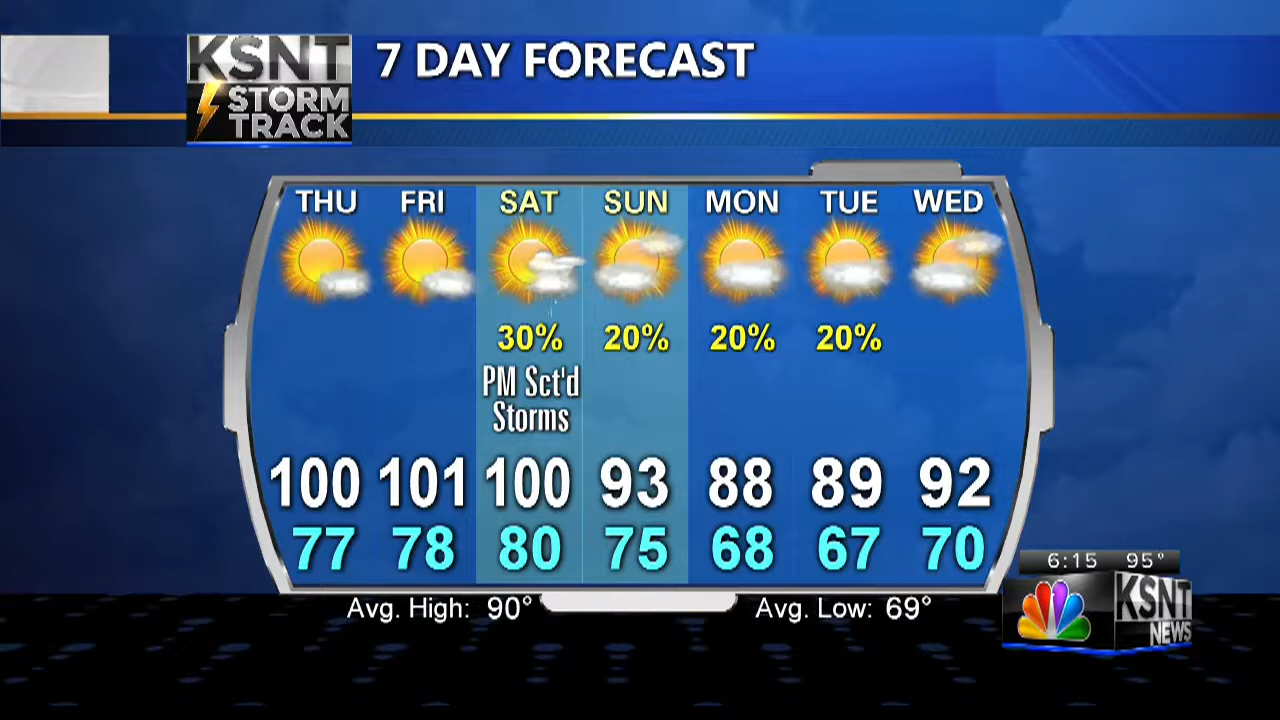 KSNT
STORM
TRACK
7 DAY FORECAST
THU FRI SAT SUN MON TUE WED
30% 20% 20% 20%
PM Sct'd
Storms
100 101 100 93 88 89 92
77 78 80 75 68 67 70
6:15 95°
Avg. High: 90° Avg. Low: 69°
KSNT
NEWS